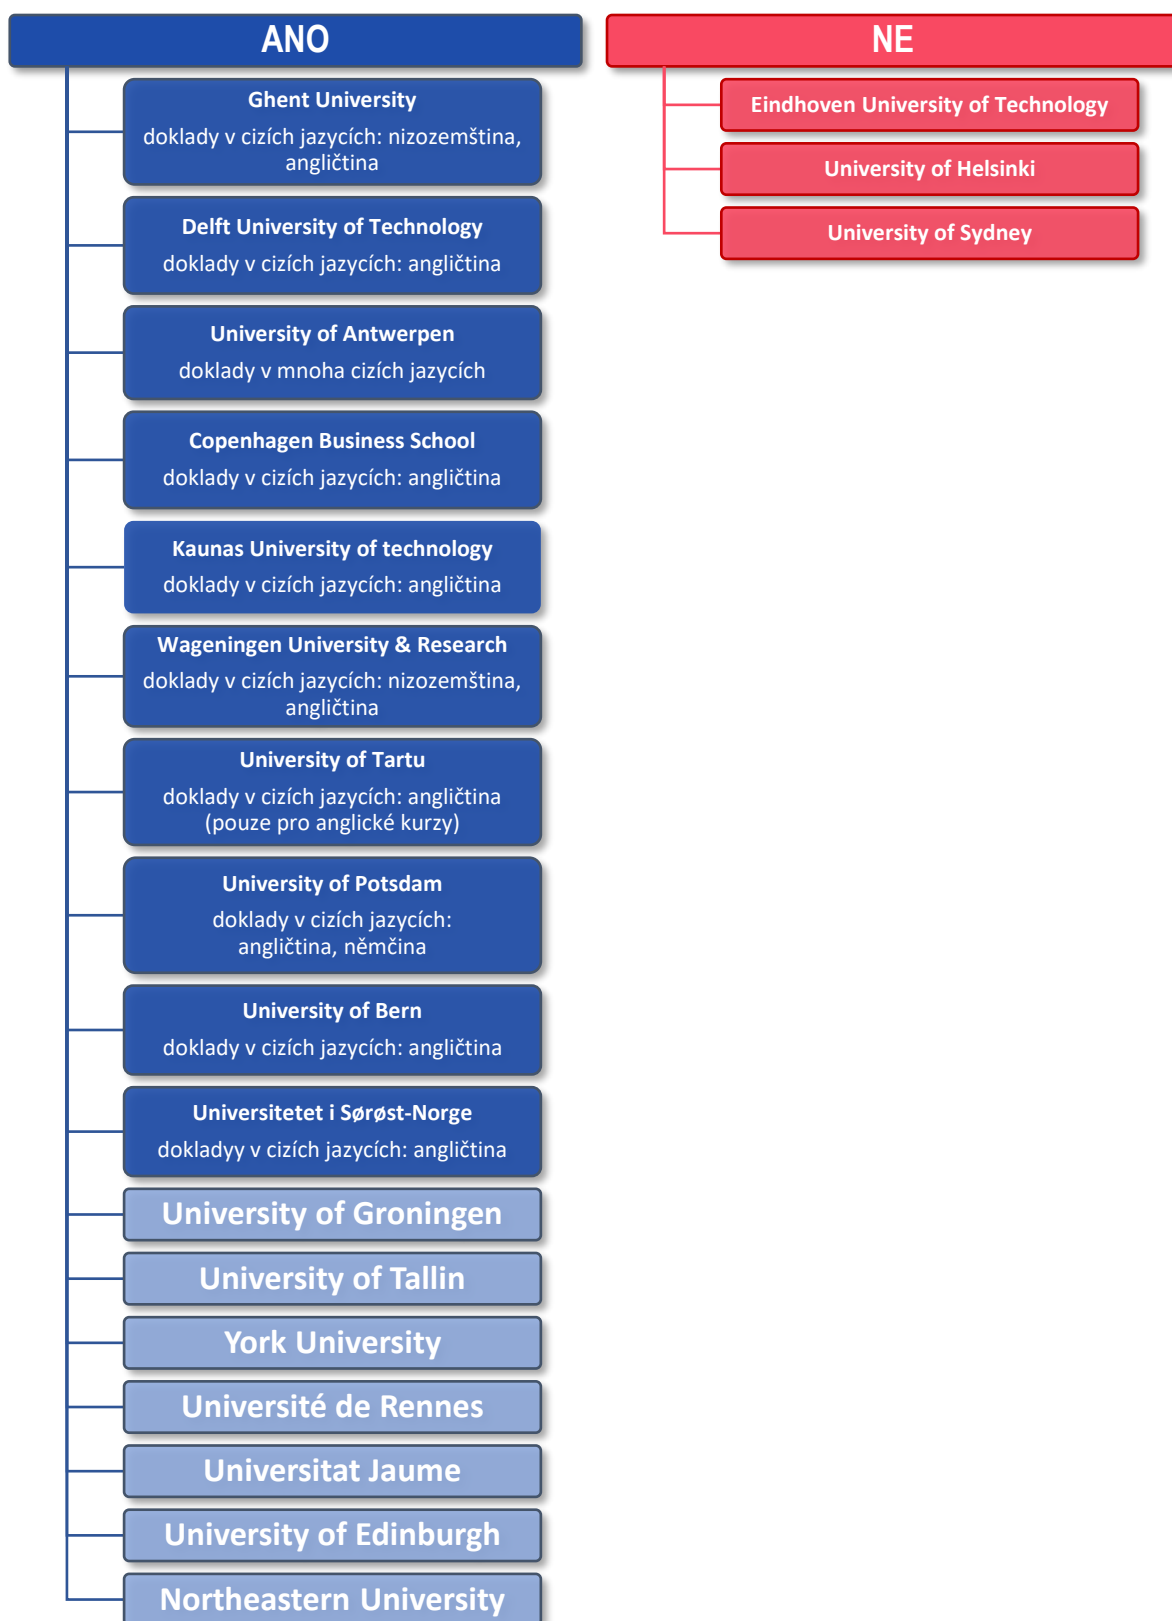 ANO
Ghent University
doklady v cizích jazycích: nizozemština,
angličtina
Delft University of Technology
doklady v cizích jazycích: angličtina
University of Antwerpen
doklady v mnoha cizích jazycích
Copenhagen Business School
doklady v cizích jazycích: angličtina
Kaunas University of technology
doklady v cizích jazycích: angličtina
Wageningen University & Research
doklady v cizích jazycích: nizozemština,
angličtina
University of Tartu
doklady v cizích jazycích: angličtina
(pouze pro anglické kurzy)
University of Potsdam
doklady v cizích jazycích:
angličtina, němčina
University of Bern
doklady v cizích jazycích: angličtina
Universitetet i Sørøst-Norge
dokladyy v cizích jazycích: angličtina
University of Groningen
University of Tallin
York University
Université de Rennes
Universitat Jaume
University of Edinburgh
Northeastern University
NE
Eindhoven University of Technology
University of Helsinki
University of Sydney